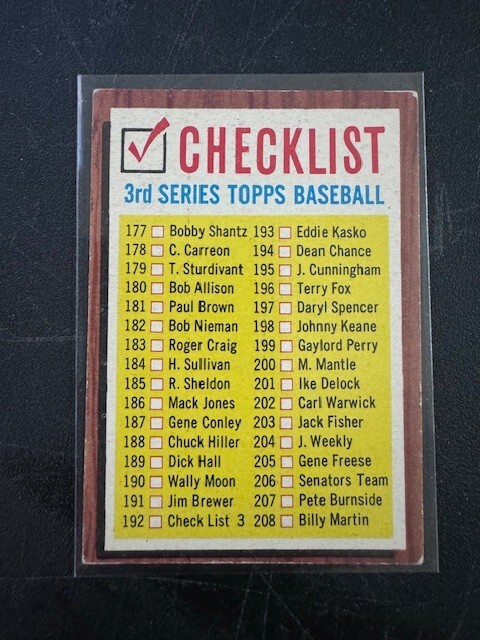 CHECKLIST
3rd SERIES TOPPS BASEBALL
177 Bobby Shantz
178 C. Carreon
179 T. Sturdivant
180 Bob Allison
181 Paul Brown
182 Bob Nieman
183 Roger Craig
184 H. Sullivan
185 R. Sheldon
186 Mack Jones
187 Gene Conley
188 Chuck Hiller
189 Dick Hall
190 Wally Moon
191 Jim Brewer
192 Check List 3
193 Eddie Kasko
194 Dean Chance
195 J. Cunningham
196 Terry Fox
197 Daryl Spencer
198 Johnny Keane
199 Gaylord Perry
200 M. Mantle
201 Ike Delock
202 Carl Warwick
203 Jack Fisher
204 J. Weekly
205 Gene Freese
206 Senators Team
207 Pete Burnside
208 Billy Martin